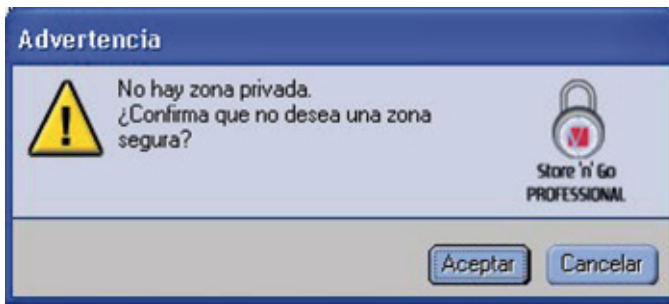 Advertencia
No hay zona privada.
¿Confirma que no desea una zona
segura?
Store 'n' Go
PROFESSIONAL
Aceptar
Cancelar